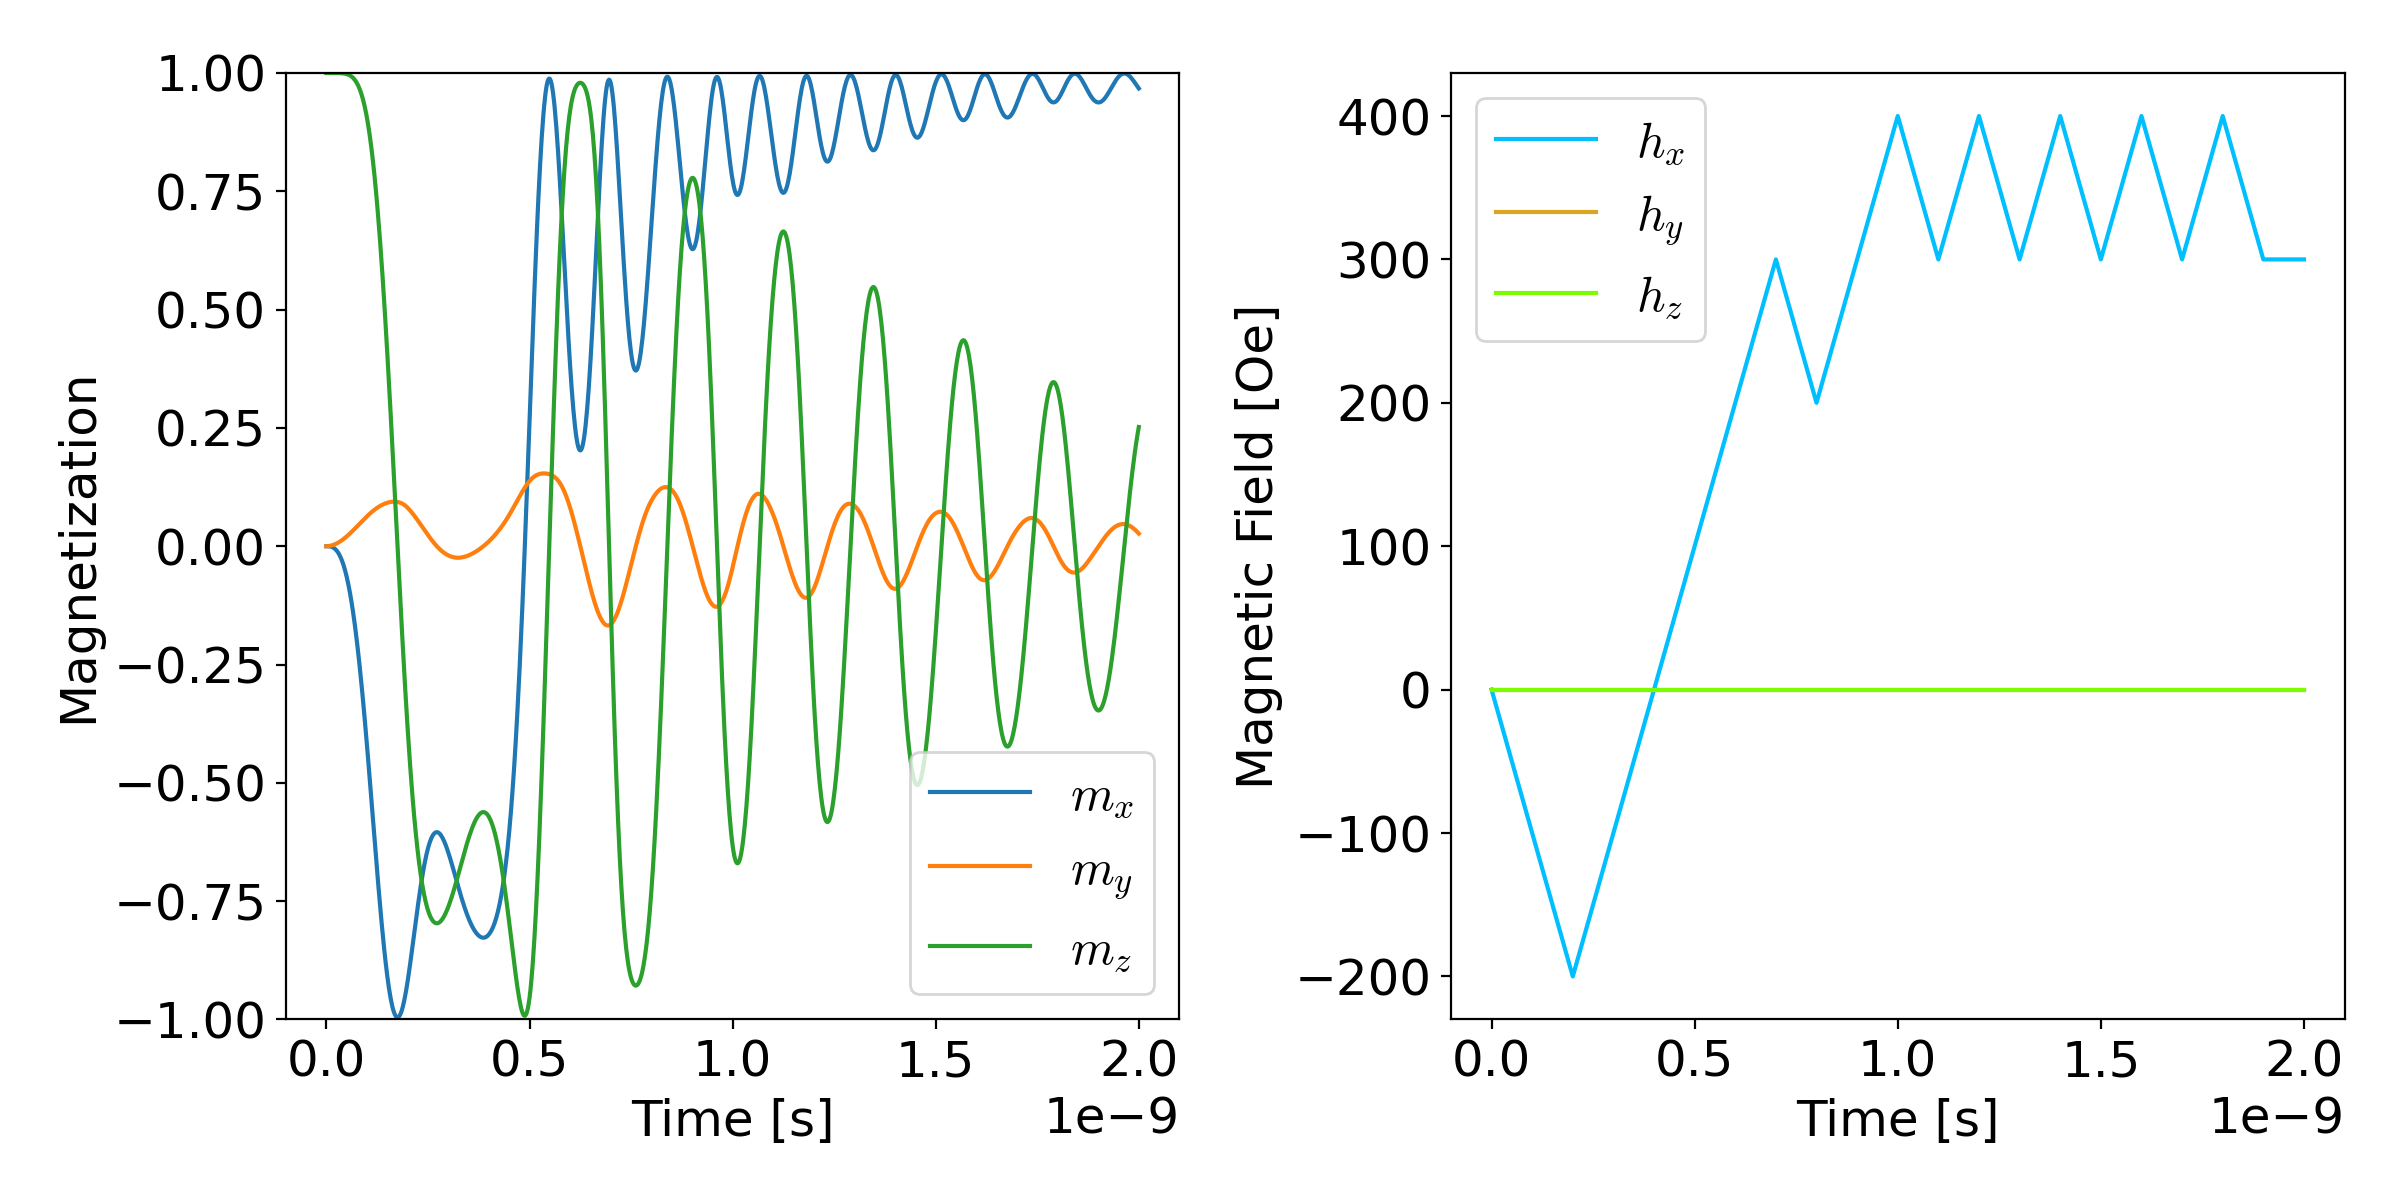 1.00
0.75
0.50
0.25
0.00
−0.25
−0.50
−0.75
−1.00
Magnetization
0.0 0.5 1.0 1.5 2.0
Time [s]
1e−9
m_x
m_y
m_z
400
300
200
100
0
−100
−200
Magnetic Field [Oe]
0.0 0.5 1.0 1.5 2.0
Time [s]
1e−9
h_x
h_y
h_z